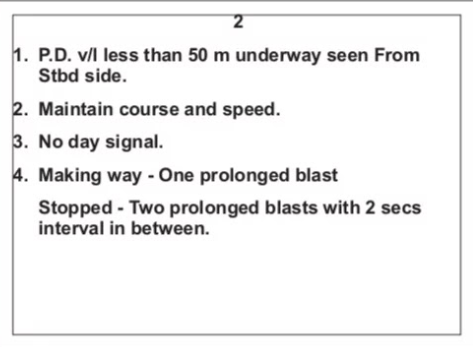 2
1. P.D. v/l less than 50 m underway seen From
Stbd side.
2. Maintain course and speed.
3. No day signal.
4. Making way - One prolonged blast
Stopped - Two prolonged blasts with 2 secs
interval in between.